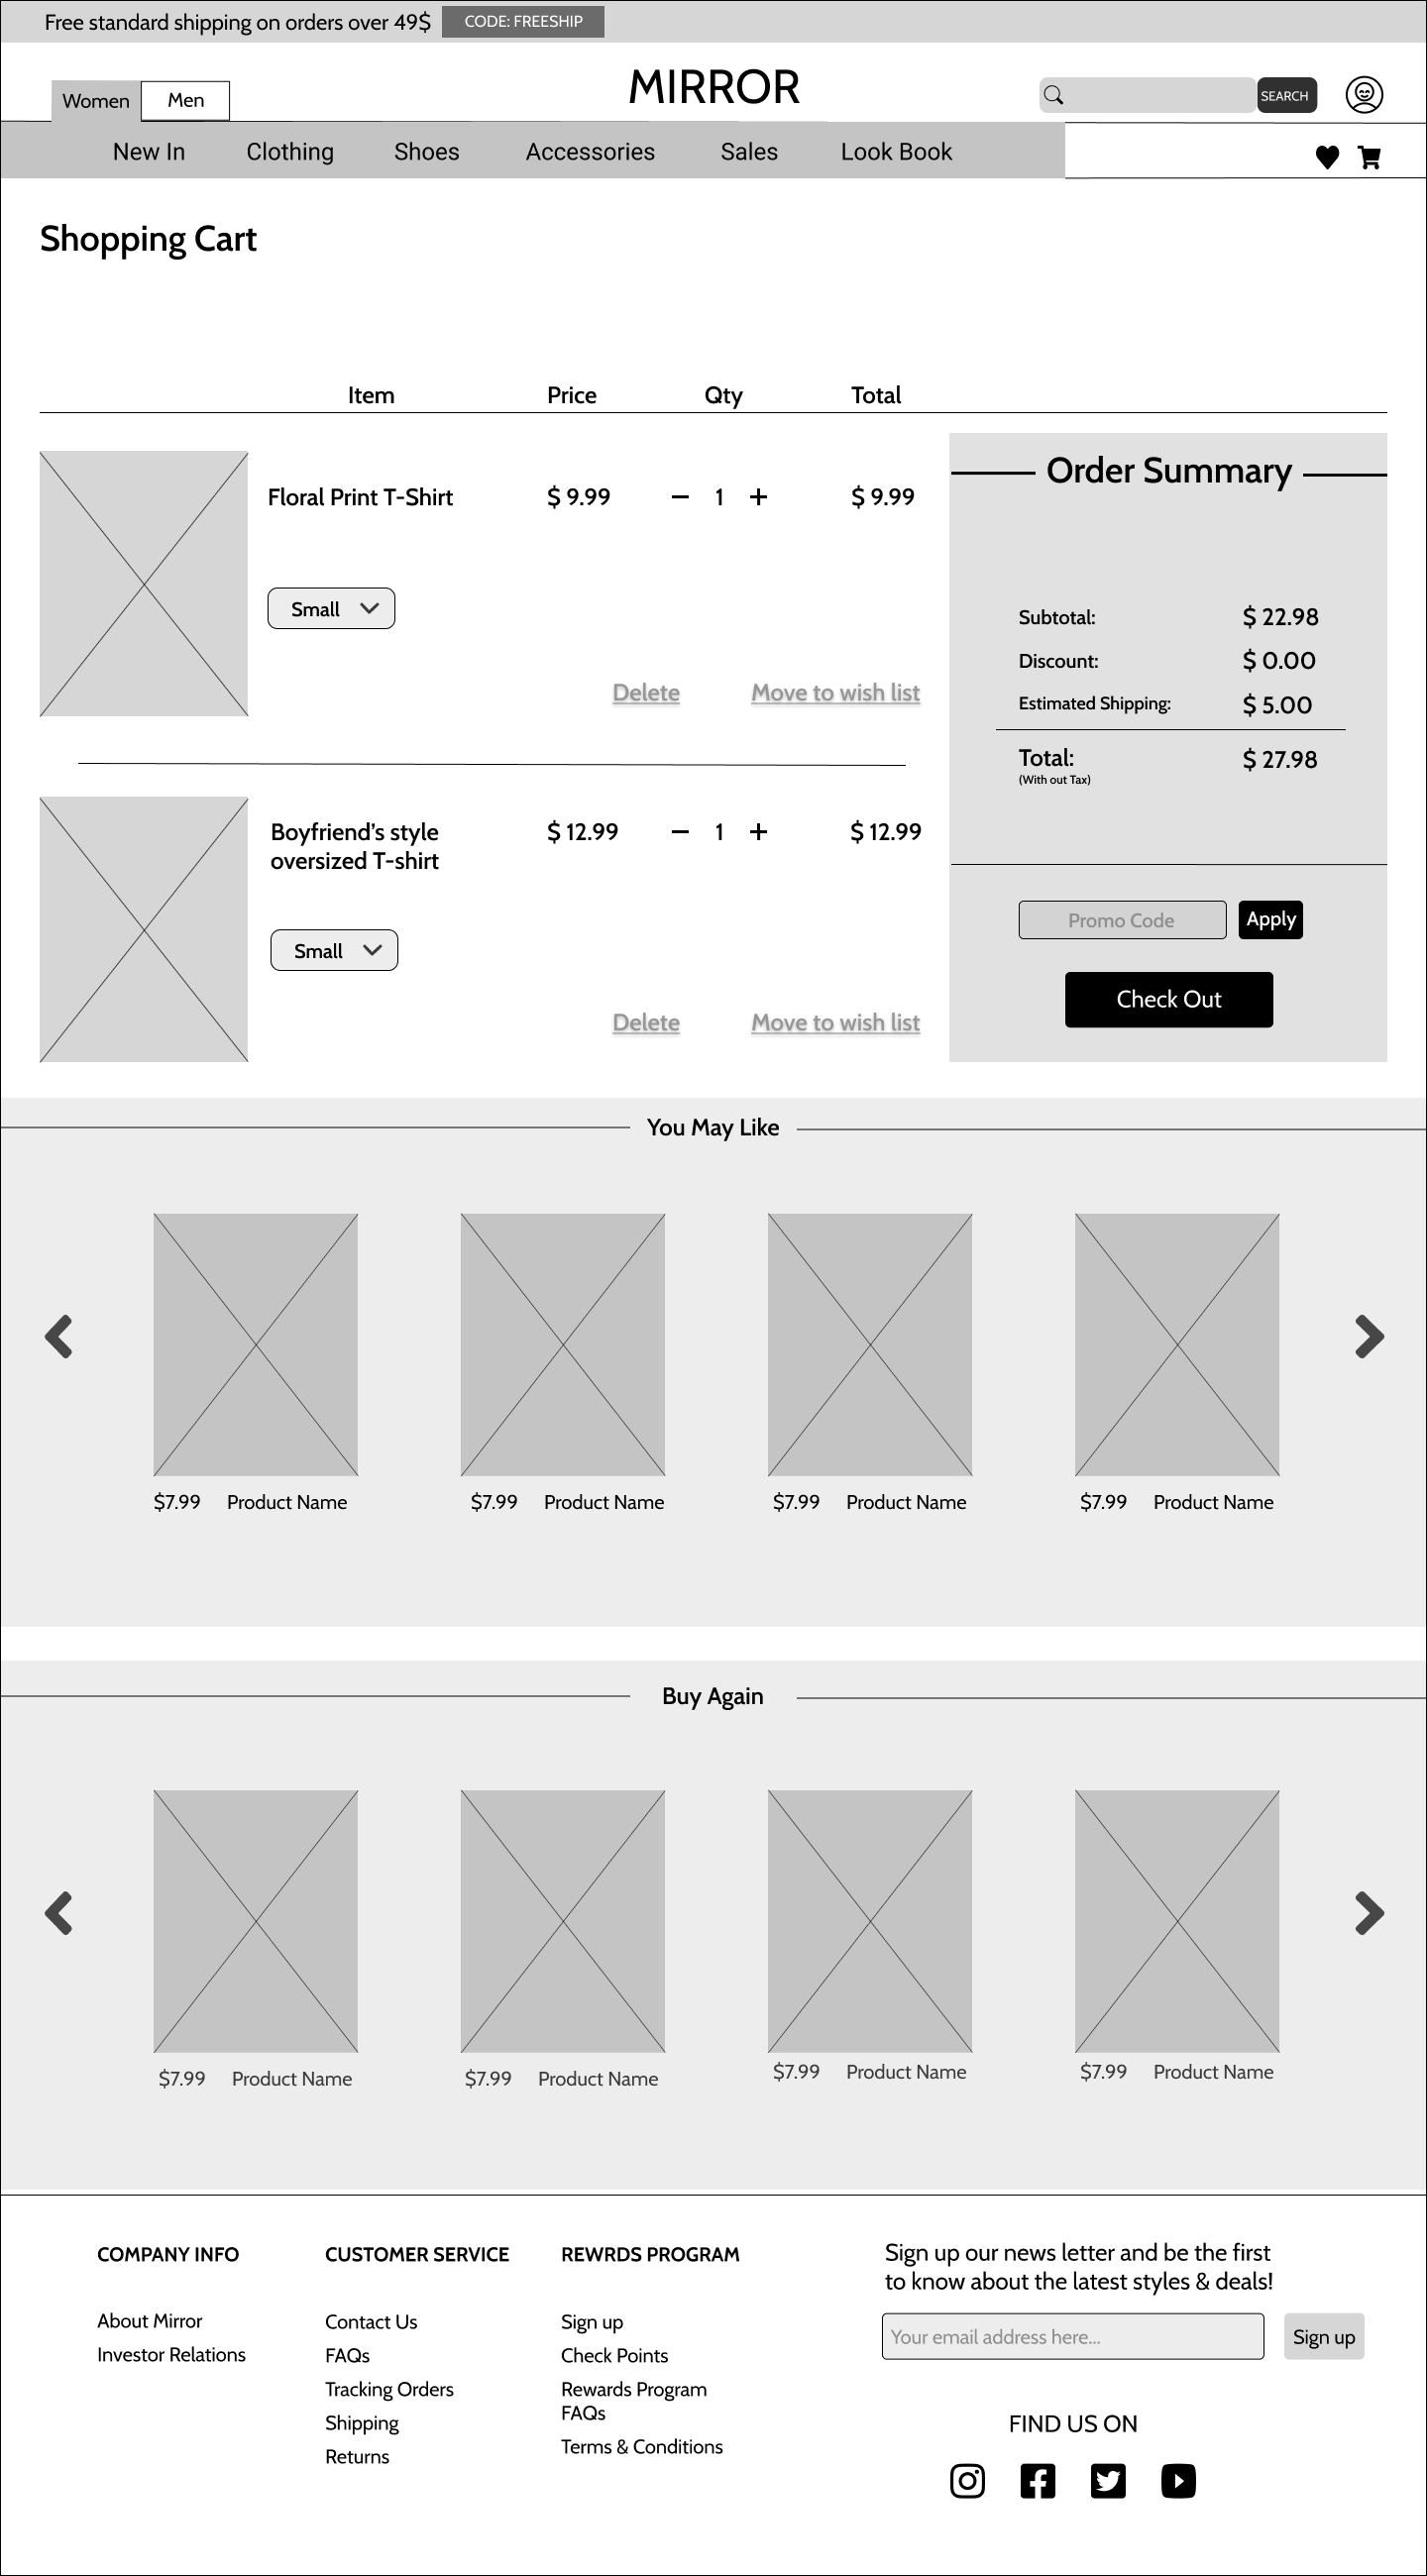 Free standard shipping on orders over 49$ CODE: FREESHIP
MIRROR
Women Men SEARCH
New In Clothing Shoes Accessories Sales Look Book
Shopping Cart
Item Price Qty Total
Floral Print T-Shirt $ 9.99 1 $ 9.99
Small
Delete Move to wish list
Boyfriend’s style
oversized T-shirt
$ 12.99 1 $ 12.99
Small
Delete Move to wish list
Order Summary
Subtotal: $ 22.98
Discount: $ 0.00
Estimated Shipping: $ 5.00
Total: $ 27.98
(With out Tax)
Promo Code Apply
Check Out
You May Like
$7.99 Product Name $7.99 Product Name $7.99 Product Name $7.99 Product Name
Buy Again
$7.99 Product Name $7.99 Product Name $7.99 Product Name $7.99 Product Name
COMPANY INFO
About Mirror
Investor Relations
CUSTOMER SERVICE
Contact Us
FAQs
Tracking Orders
Shipping
Returns
REWRDS PROGRAM
Sign up
Check Points
Rewards Program
FAQs
Terms & Conditions
Sign up our news letter and be the first
to know about the latest styles & deals!
Your email address here... Sign up
FIND US ON